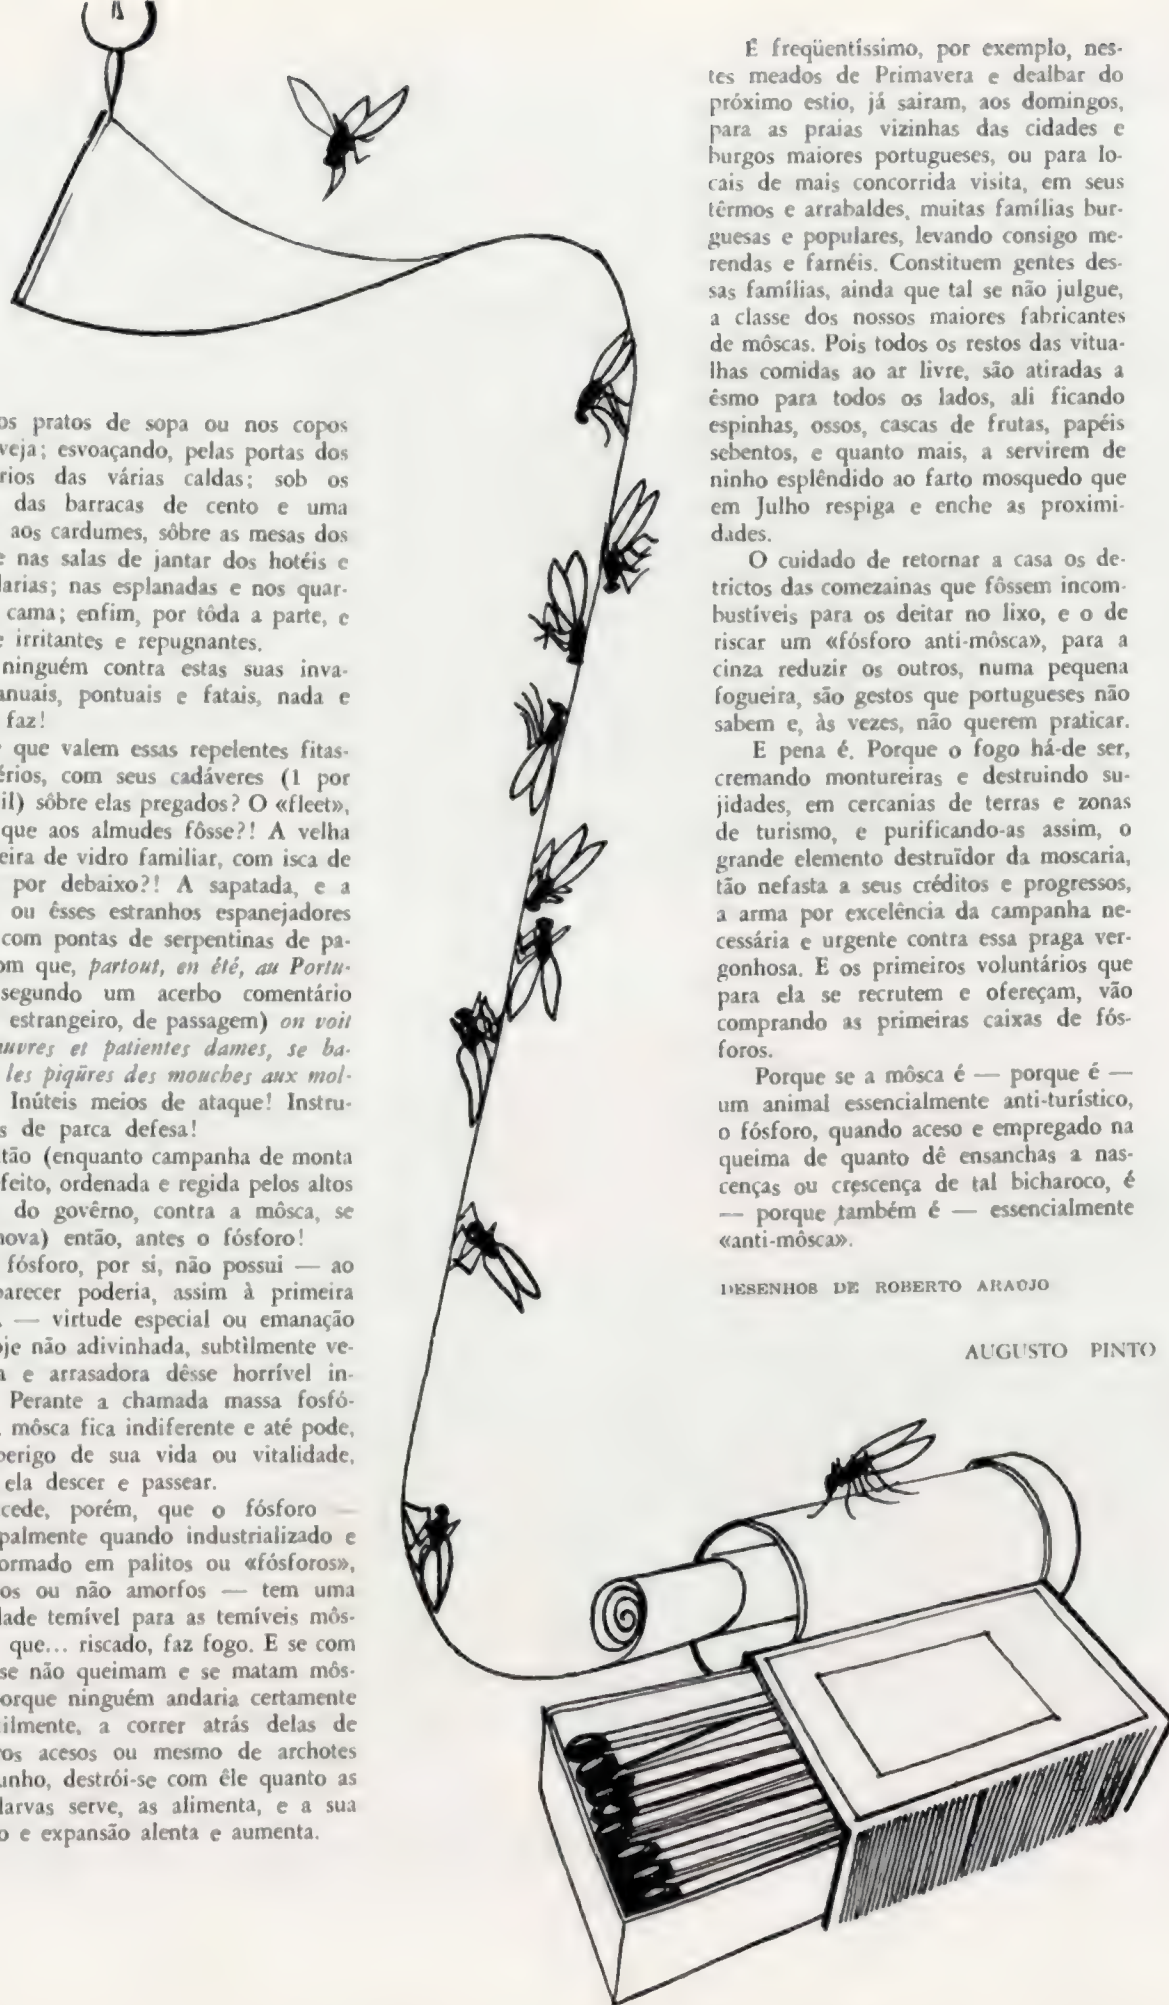 os pratos de sopa ou nos copos
veja; esvoaçando, pelas portas dos
rios das várias caldas; sob os
das barracas de cento e uma
aos cardumes, sôbre as mesas dos
e nas salas de jantar dos hotéis e
larias; nas esplanadas e nos quar-
cama; enfim, por tôda a parte, e
e irritantes e repugnantes.
ninguém contra estas suas inva-
anuais, pontuais e fatais, nada e
faz!
que valem essas repelentes fitas-
érios, com seus cadáveres (1 por
il) sôbre elas pregados? O «fleet»,
que aos almudes fôsse?! A velha
eira de vidro familiar, com isca de
por debaixo?! A sapatada, e a
ou êsses estranhos espanejadores
com pontas de serpentinas de pa-
om que, partout, en été, au Portu-
segundo um acerbo comentário
estrangeiro, de passagem) on voit
auvres et patientes dames, se ba-
les piqüres des mouches aux mol-
Inúteis meios de ataque! Instru-
s de parca defesa!
tão (enquanto campanha de monta
feito, ordenada e regida pelos altos
do govêrno, contra a môsca, se
nova) então, antes o fósforo!
fósforo, por si, não possui — ao
parecer poderia, assim à primeira
— virtude especial ou emanação
oje não adivinhada, subtìlmente ve-
a e arrasadora dêsse horrível in-
Perante a chamada massa fosfó-
môsca fica indiferente e até pode,
perigo de sua vida ou vitalidade,
ela descer e passear.
cede, porém, que o fósforo —
palmente quando industrializado e
ormado em palitos ou «fósforos»,
os ou não amorfos — tem uma
dade temível para as temíveis môs-
que... riscado, faz fogo. E se com
se não queimam e se matam môs-
orque ninguém andaria certamente
ilmente, a correr atrás delas de
ros acesos ou mesmo de archotes
unho, destrói-se com êle quanto as
larvas serve, as alimenta, e a sua
o e expansão alenta e aumenta.
É freqüentíssimo, por exemplo, nes-
tes meados de Primavera e dealbar do
próximo estio, já sairam, aos domingos,
para as praias vizinhas das cidades e
burgos maiores portugueses, ou para lo-
cais de mais concorrida visita, em seus
têrmos e arrabaldes, muitas famílias bur-
guesas e populares, levando consigo me-
rendas e farnéis. Constituem gentes des-
sas famílias, ainda que tal se não julgue,
a classe dos nossos maiores fabricantes
de môscas. Pois todos os restos das vitua-
lhas comidas ao ar livre, são atiradas a
êsmo para todos os lados, ali ficando
espinhas, ossos, cascas de frutas, papéis
sebentos, e quanto mais, a servirem de
ninho esplêndido ao farto mosquedo que
em Julho respiga e enche as proximi-
dades.
O cuidado de retornar a casa os de-
trictos das comezainas que fôssem incom-
bustíveis para os deitar no lixo, e o de
riscar um «fósforo anti-môsca», para a
cinza reduzir os outros, numa pequena
fogueira, são gestos que portugueses não
sabem e, às vezes, não querem praticar.
E pena é. Porque o fogo há-de ser,
cremando montureiras e destruindo su-
jidades, em cercanias de terras e zonas
de turismo, e purificando-as assim, o
grande elemento destruïdor da moscaria,
tão nefasta a seus créditos e progressos,
a arma por excelência da campanha ne-
cessária e urgente contra essa praga ver-
gonhosa. E os primeiros voluntários que
para ela se recrutem e ofereçam, vão
comprando as primeiras caixas de fós-
foros.
Porque se a môsca é — porque é —
um animal essencialmente anti-turístico,
o fósforo, quando aceso e empregado na
queima de quanto dê ensanchas a nas-
cenças ou crescença de tal bicharoco, é
— porque também é — essencialmente
«anti-môsca».
DESENHOS DE ROBERTO ARAÚJO
AUGUSTO PINTO